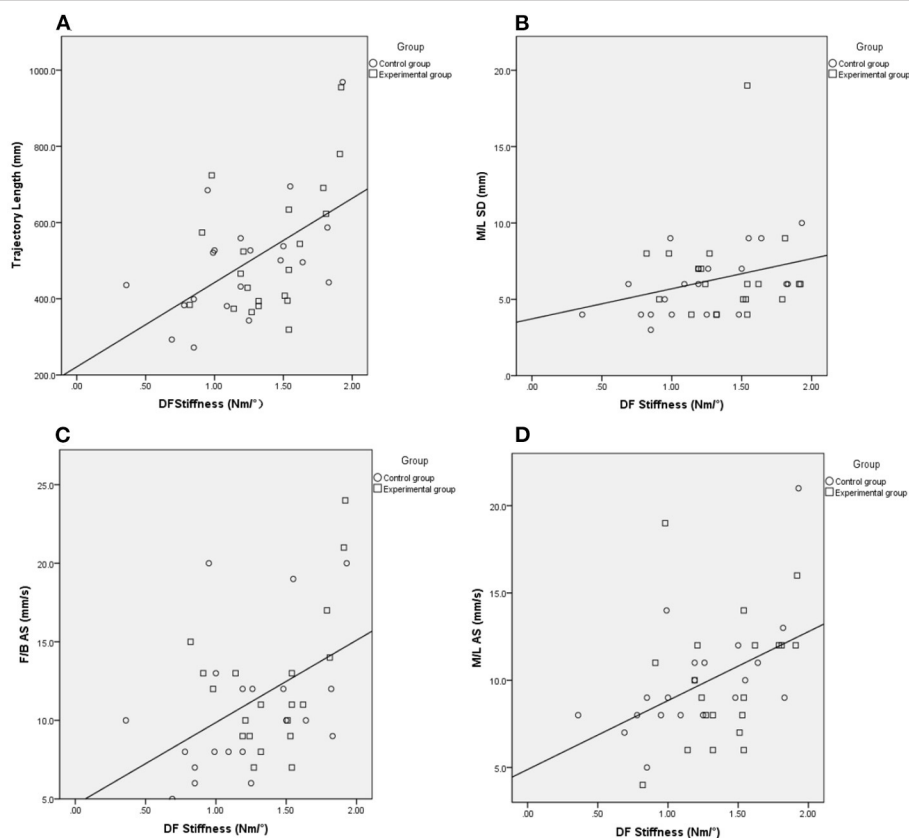 A
Group
Control group
Experimental group
1000.0
800.0
600.0
400.0
200.0
Trajectory Length (mm)
.00 .50 1.00 1.50 2.00
DFStiffness (Nm/°）
B
Group
Control group
Experimental group
20.0
15.0
10.0
5.0
.0
M/L SD (mm)
.00 .50 1.00 1.50 2.00
DF Stiffness (Nm/°)
C
Group
Control group
Experimental group
25.0
20.0
15.0
10.0
5.0
F/B AS (mm/s)
.00 .50 1.00 1.50 2.00
DF Stiffness (Nm/°)
D
Group
Control group
Experimental group
20.0
15.0
10.0
5.0
M/L AS (mm/s)
.00 .50 1.00 1.50 2.00
DF Stiffness (Nm/°)